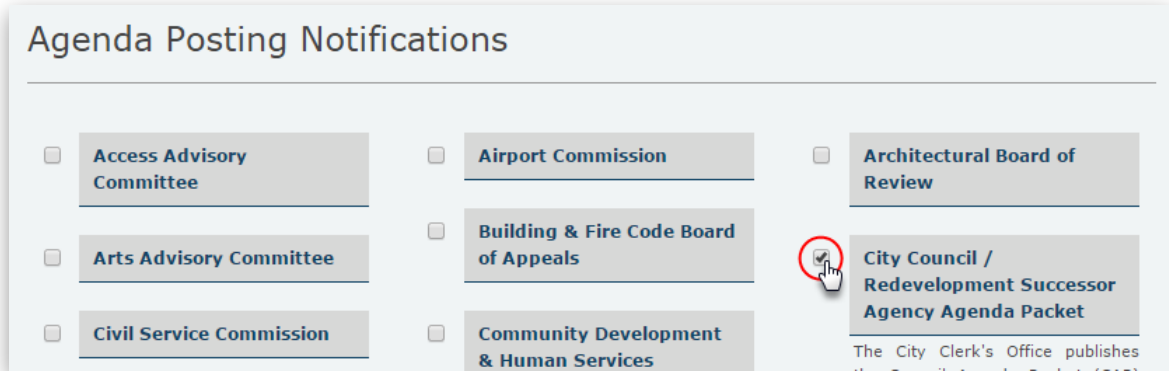 Agenda Posting Notifications
Access Advisory
Committee
Airport Commission
Architectural Board of
Review
Arts Advisory Committee
Building & Fire Code Board
of Appeals
City Council /
Redevelopment Successor
Agency Agenda Packet
The City Clerk's Office publishes
Civil Service Commission
Community Development
& Human Services